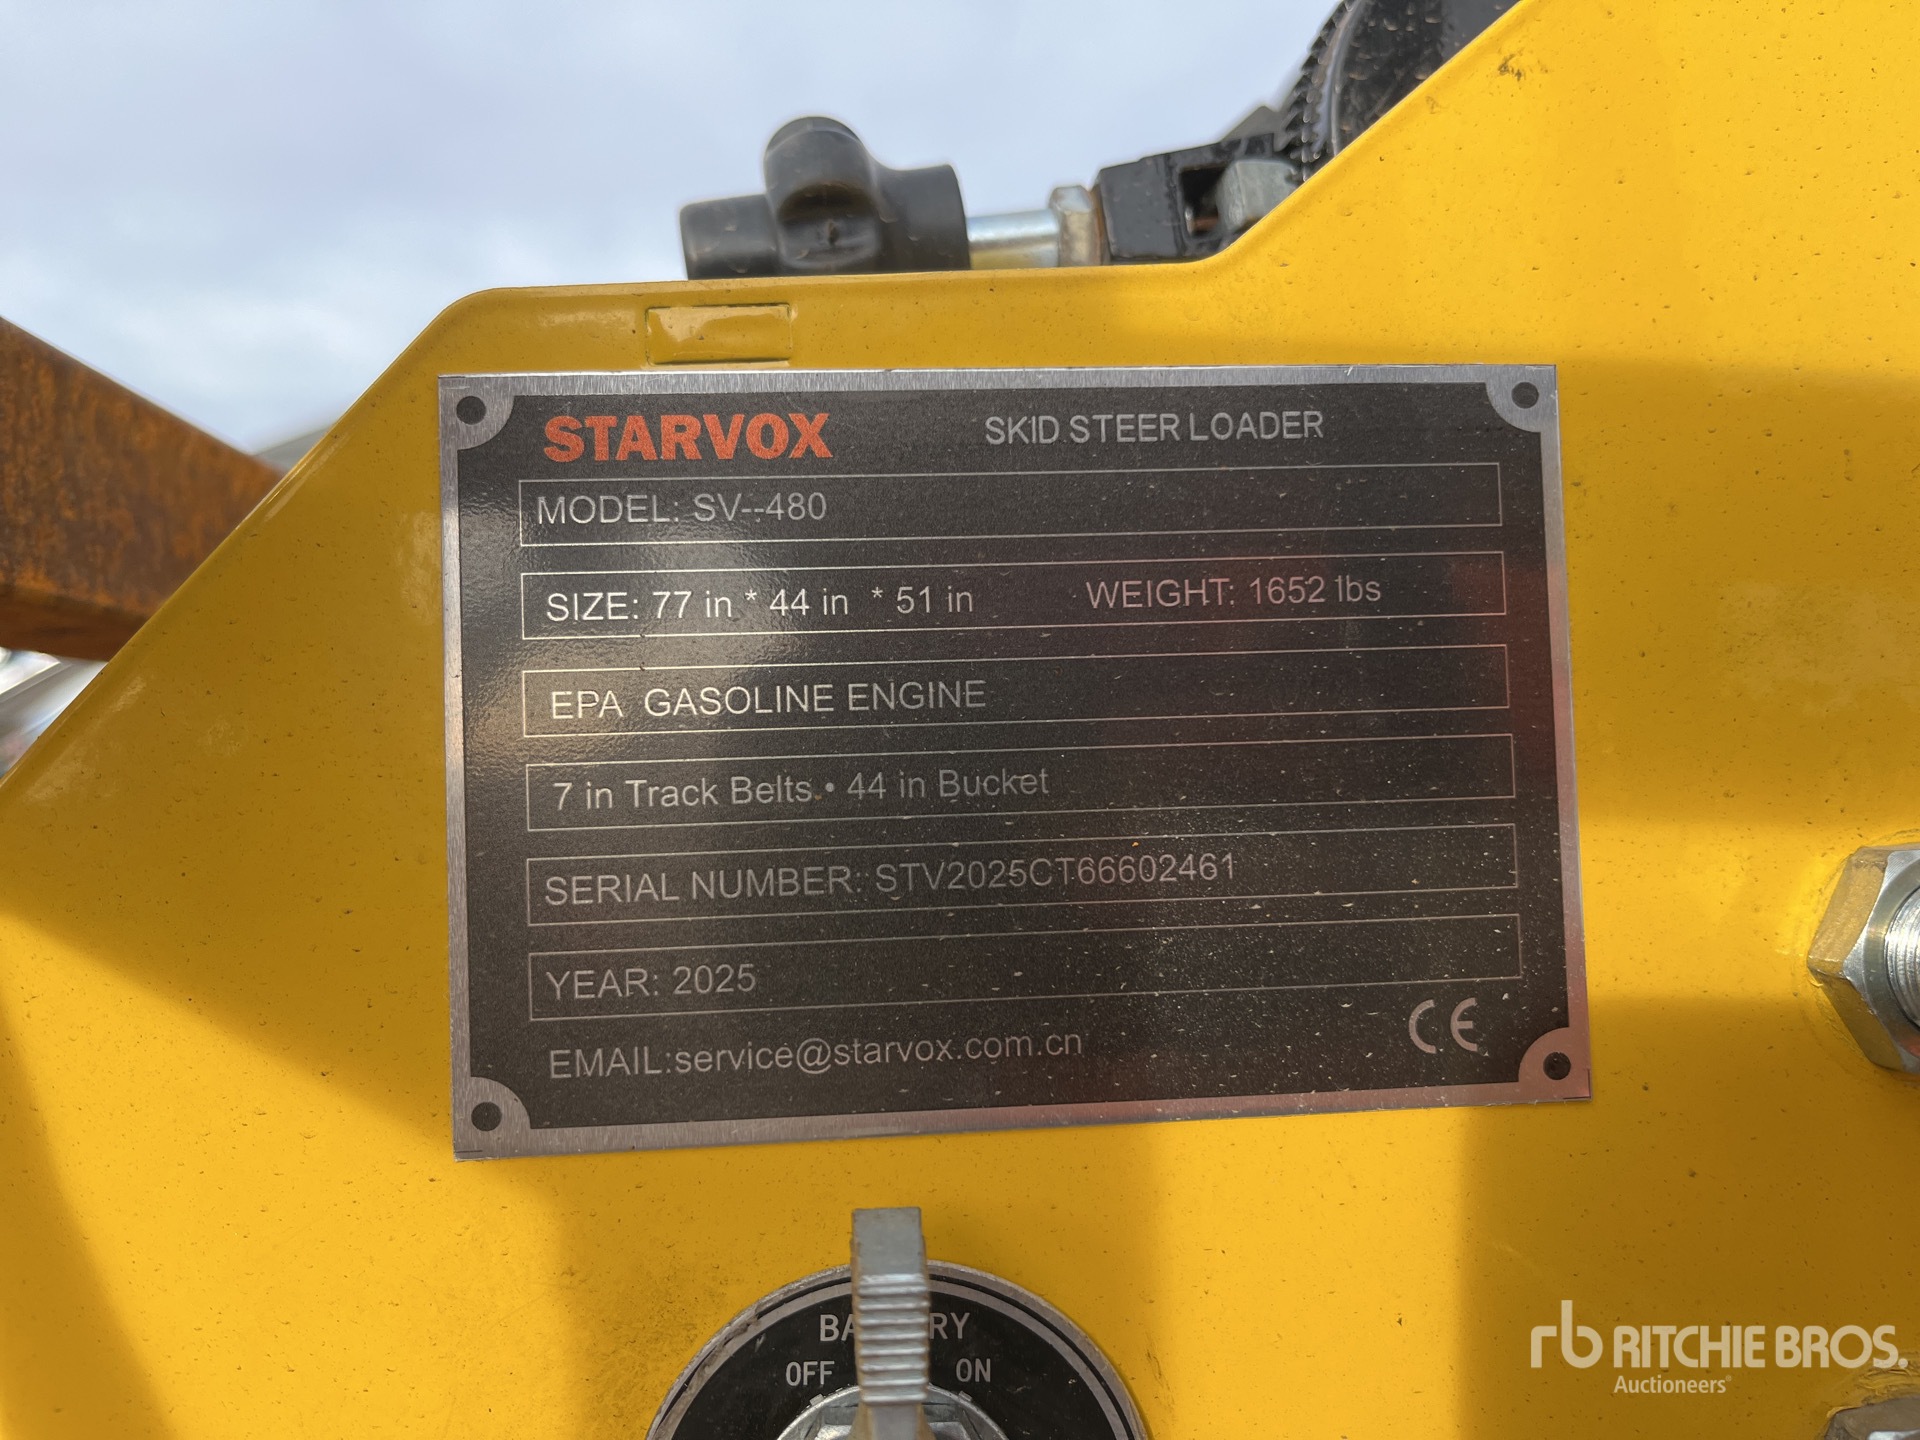 STARVOX SKID STEER LOADER
MODEL: SV--480
SIZE: 77 in * 44 in * 51 in WEIGHT: 1652 lbs
EPA GASOLINE ENGINE
7 in Track Belts • 44 in Bucket
SERIAL NUMBER: STV2025CT66602461
YEAR: 2025
EMAIL:service@starvox.com.cn CE
OFF ON
rb RITCHIE BROS.
Auctioneers